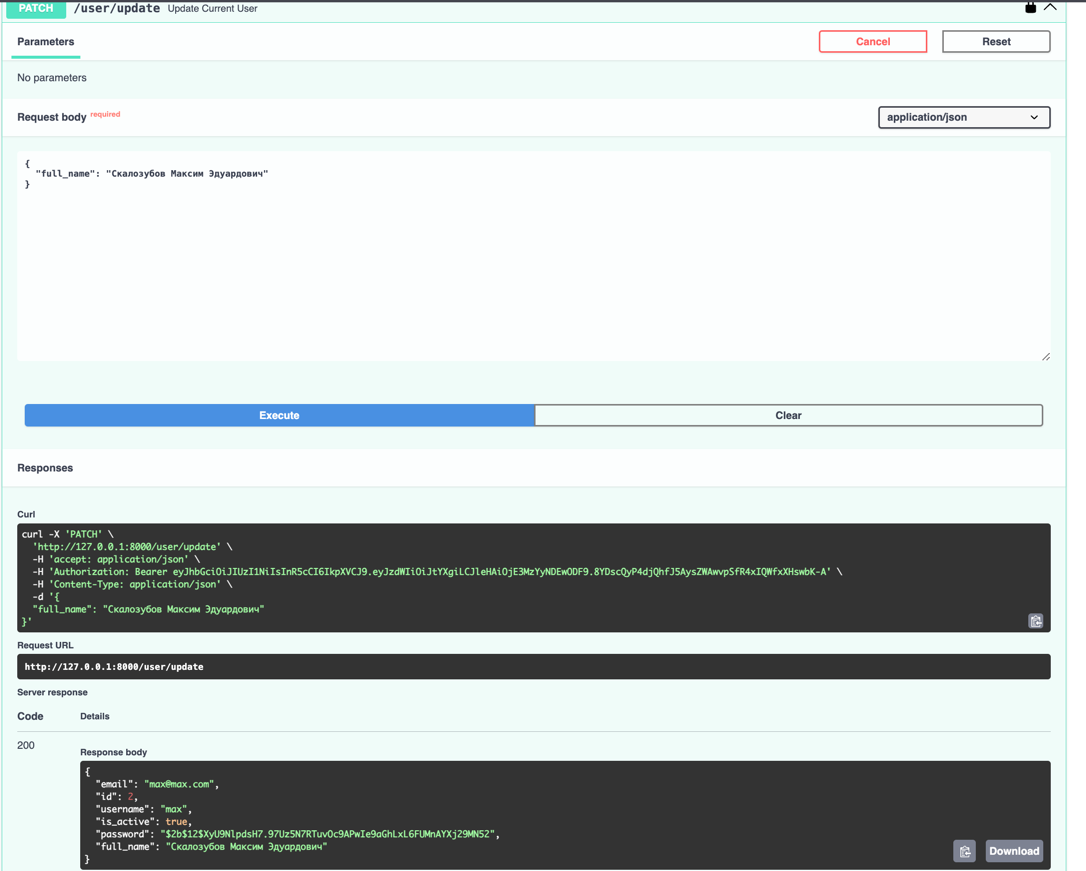 PATCH /user/update Update Current User
Parameters
Cancel
Reset
No parameters
Request body required
application/json
{
  "full_name": "Скалозубов Максим Эдуардович"
}
Execute
Clear
Responses
Curl
curl -X 'PATCH' \
  'http://127.0.0.1:8000/user/update' \
  -H 'accept: application/json' \
  -H 'Authorization: Bearer eyJhbGciOiJIUzI1NiIsInR5cCI6IkpXVCJ9.eyJzdWIiOiJtYXgiLCJleHAiOjE3MzYyNDEwODF9.8YDscQyP4djQhfJ5AysZWAwvpSfR4xIQWfxXHswbK-A' \
  -H 'Content-Type: application/json' \
  -d '{
  "full_name": "Скалозубов Максим Эдуардович"
}'
Request URL
http://127.0.0.1:8000/user/update
Server response
Code
Details
200
Response body
{
  "email": "max@max.com",
  "id": 2,
  "username": "max",
  "is_active": true,
  "password": "$2b$12$XyU9NlpdsH7.97Uz5N7RTuvOc9APwIe9aGhLxL6FUMnAYXj29MN52",
  "full_name": "Скалозубов Максим Эдуардович"
}
Download